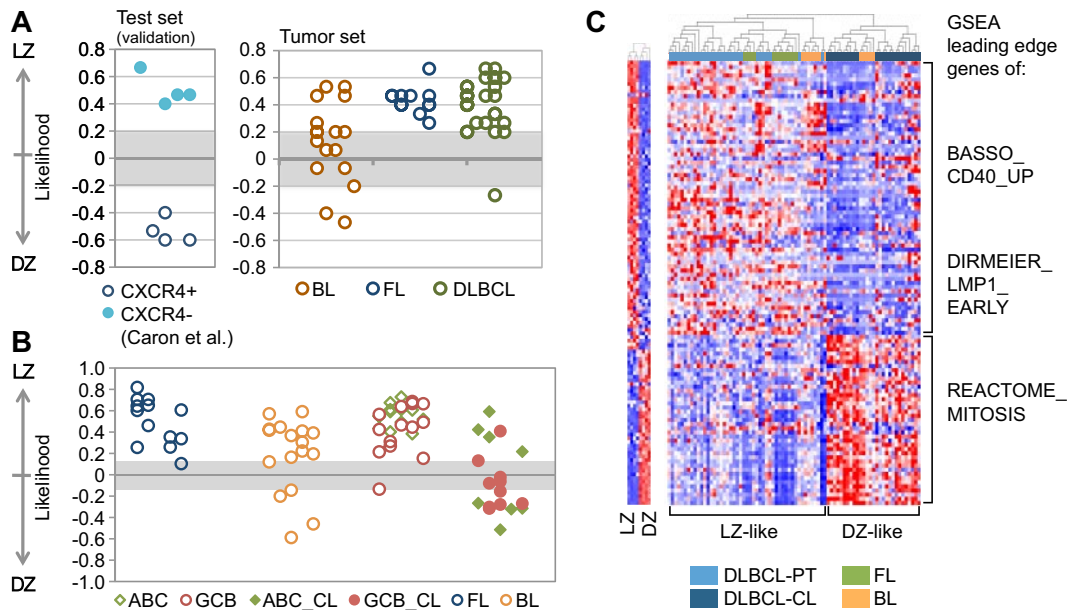 A
LZ
Likelihood
DZ
Test set
(validation)
0.8
0.6
0.4
0.2
0
-0.2
-0.4
-0.6
-0.8
CXCR4+
CXCR4-
(Caron et al.)
Tumor set
0.8
0.6
0.4
0.2
0
-0.2
-0.4
-0.6
-0.8
BL FL DLBCL
B
LZ
Likelihood
DZ
1.0
0.8
0.6
0.4
0.2
0
-0.2
-0.4
-0.6
-0.8
-1.0
ABC GCB ABC_CL GCB_CL FL BL
C
GSEA
leading edge
genes of:
BASSO_
CD40_UP
DIRMEIER_
LMP1_
EARLY
REACTOME_
MITOSIS
LZ
DZ
LZ-like
DZ-like
DLBCL-PT
DLBCL-CL
FL
BL